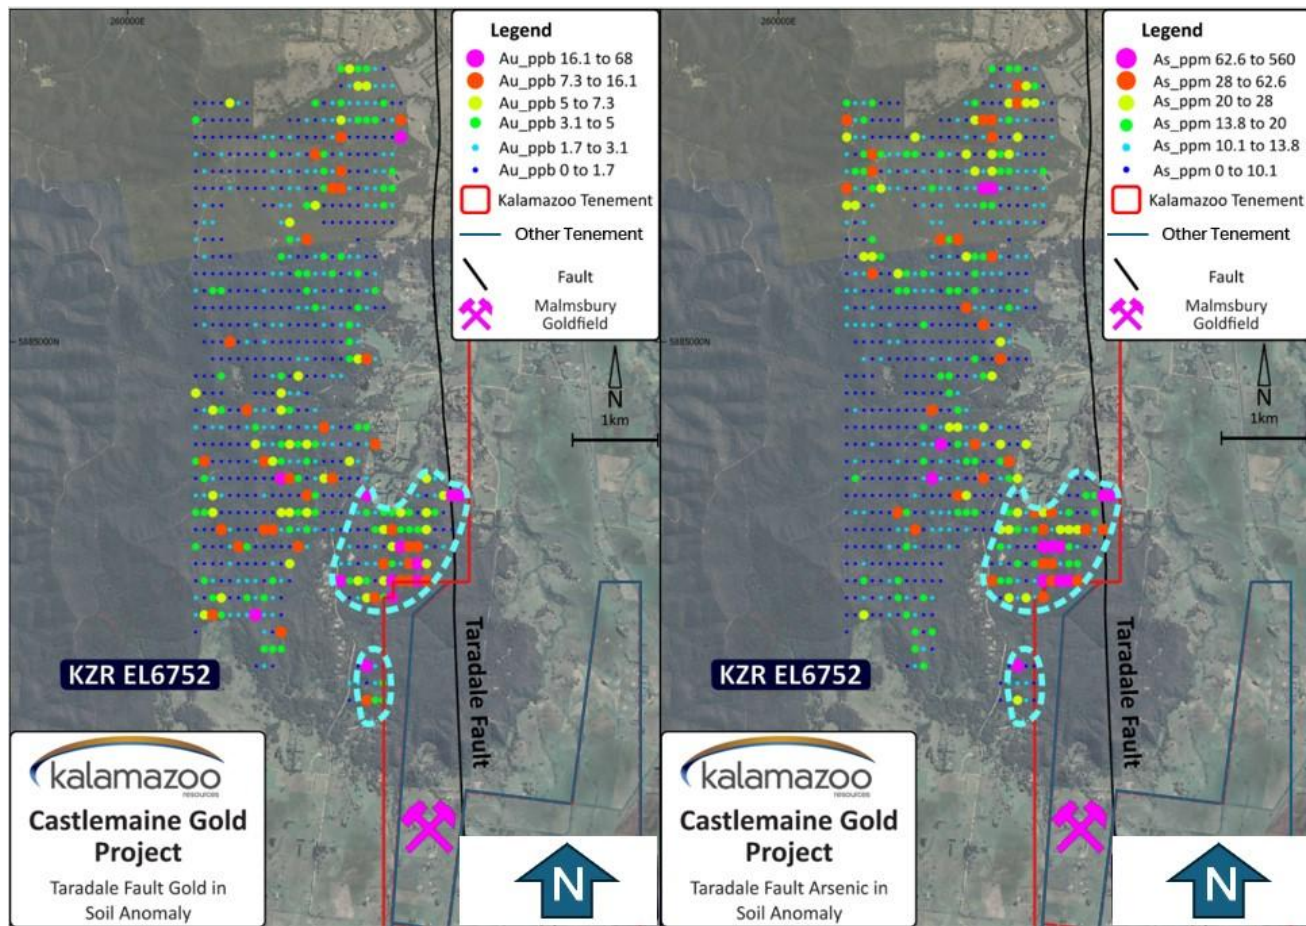 260000E
Legend
Au_ppb 16.1 to 68
Au_ppb 7.3 to 16.1
Au_ppb 5 to 7.3
Au_ppb 3.1 to 5
Au_ppb 1.7 to 3.1
Au_ppb 0 to 1.7
Kalamazoo Tenement
Other Tenement
Fault
Malmsbury
Goldfield
5885000N
N
1km
Taradale Fault
KZR EL6752
kalamazoo
resources
Castlemaine Gold
Project
Taradale Fault Gold in
Soil Anomaly
N
260000E
Legend
As_ppm 62.6 to 560
As_ppm 28 to 62.6
As_ppm 20 to 28
As_ppm 13.8 to 20
As_ppm 10.1 to 13.8
As_ppm 0 to 10.1
Kalamazoo Tenement
Other Tenement
Fault
Malmsbury
Goldfield
5885000N
N
1km
Taradale Fault
KZR EL6752
kalamazoo
resources
Castlemaine Gold
Project
Taradale Fault Arsenic in
Soil Anomaly
N